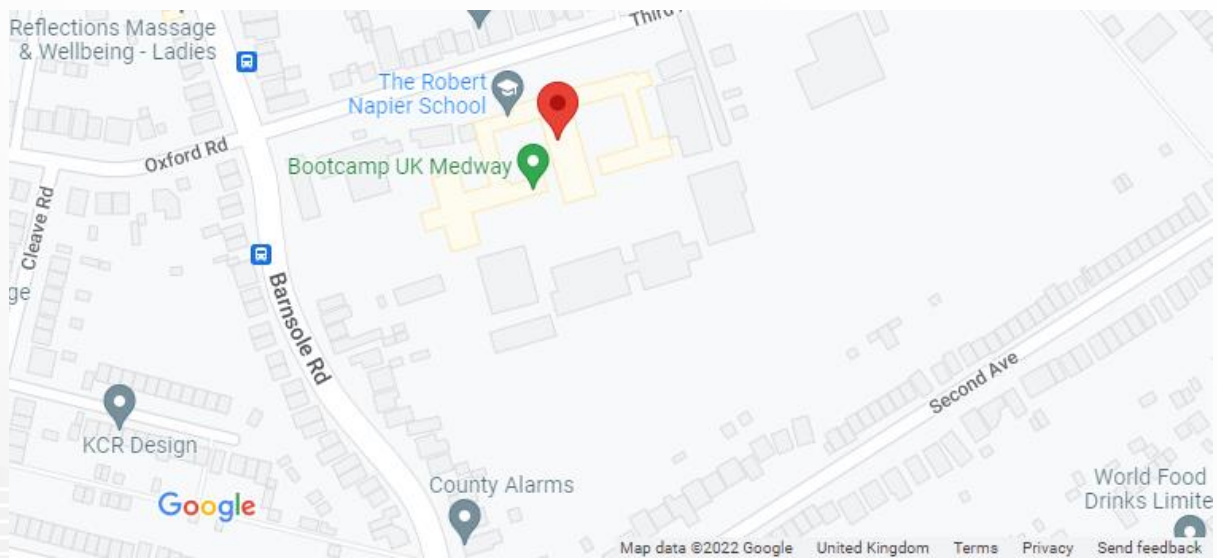 Reflections Massage
& Wellbeing - Ladies
Third
The Robert
Napier School
Oxford Rd
Bootcamp UK Medway
Cleave Rd
ge
Barnsole Rd
Second Ave
KCR Design
County Alarms
World Food
Drinks Limite
Google
Map data ©2022 Google United Kingdom Terms Privacy Send feedback